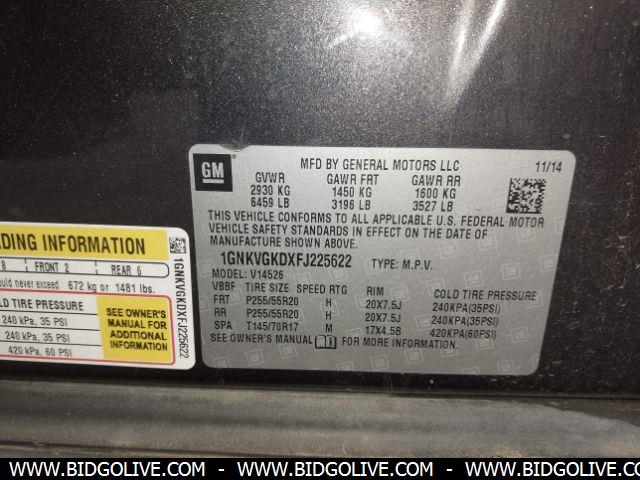 GM
MFD BY GENERAL MOTORS LLC
11/14
GVWR GAWR FRT GAWR RR
2930 KG 1450 KG 1600 KG
6459 LB 3196 LB 3527 LB
THIS VEHICLE CONFORMS TO ALL APPLICABLE U.S. FEDERAL MOTOR
VEHICLE SAFETY STANDARDS IN EFFECT ON THE DATE OF
MANUFACTURE SHOWN ABOVE.
1GNKVGKDXFJ225622 TYPE: M.P.V.
V14526
VBBF TIRE SIZE SPEED RTG RIM COLD TIRE PRESSURE
FRT P255/55R20 H 20X7.5J 240KPA(35PSI)
RR P255/55R20 H 20X7.5J 240KPA(35PSI)
SPA T145/70R17 M 17X4.5B 420KPA(60PSI)
SEE OWNER'S MANUAL FOR MORE INFORMATION.
DING INFORMATION
8 FRONT 2 REAR 6
ould never exceed 672 kg or 1481 lbs.
COLD TIRE PRESSURE
240 kPa, 35 PSI
240 kPa, 35 PSI
420 kPa, 60 PSI
SEE OWNER'S
MANUAL FOR
ADDITIONAL
INFORMATION
1GNKVGKDXFJ225622
WWW.BIDGOLIVE.COM - WWW.BIDGOLIVE.COM - WWW.BIDGOLIVE.COM